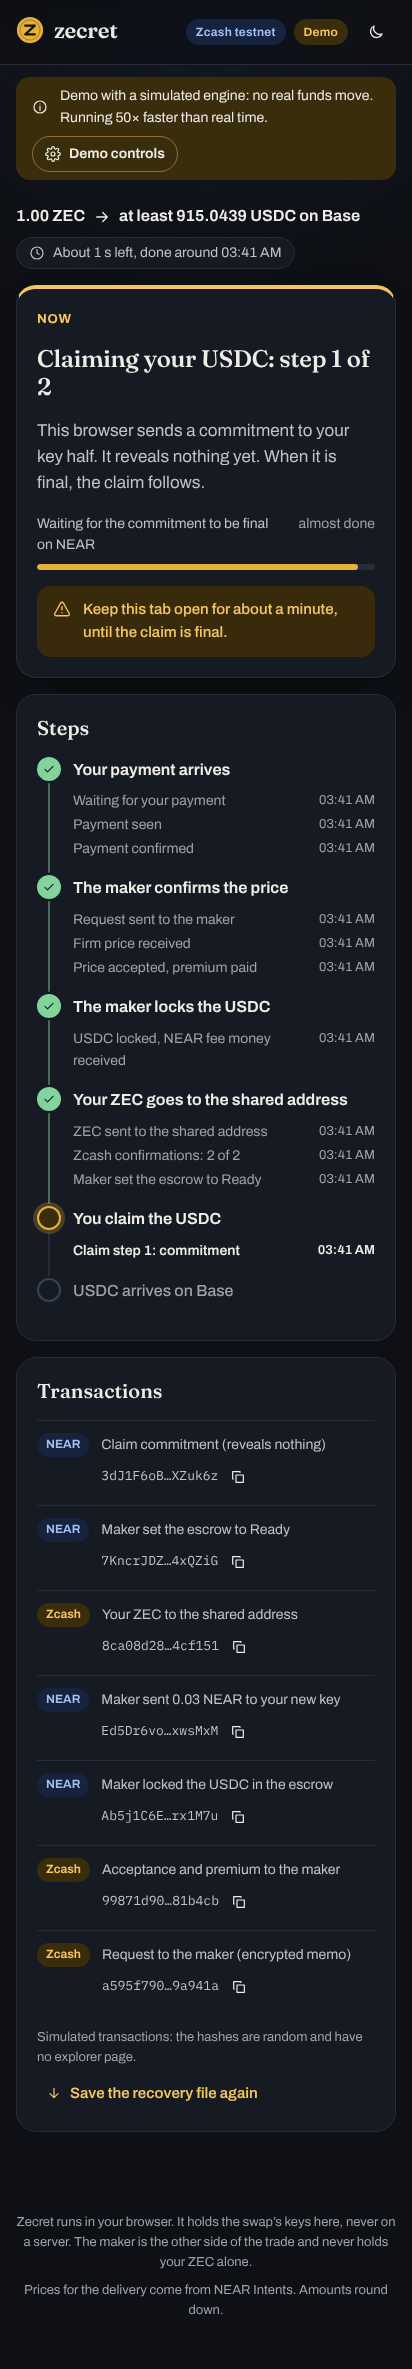 zecret
Zcash testnet
Demo
Demo with a simulated engine: no real funds move.
Running 50× faster than real time.
Demo controls
1.00 ZEC → at least 915.0439 USDC on Base
About 1 s left, done around 03:41 AM
NOW
Claiming your USDC: step 1 of
2
This browser sends a commitment to your
key half. It reveals nothing yet. When it is
final, the claim follows.
Waiting for the commitment to be final
on NEAR
almost done
Keep this tab open for about a minute,
until the claim is final.
Steps
Your payment arrives
Waiting for your payment 03:41 AM
Payment seen 03:41 AM
Payment confirmed 03:41 AM
The maker confirms the price
Request sent to the maker 03:41 AM
Firm price received 03:41 AM
Price accepted, premium paid 03:41 AM
The maker locks the USDC
USDC locked, NEAR fee money 03:41 AM
received
Your ZEC goes to the shared address
ZEC sent to the shared address 03:41 AM
Zcash confirmations: 2 of 2 03:41 AM
Maker set the escrow to Ready 03:41 AM
You claim the USDC
Claim step 1: commitment 03:41 AM
USDC arrives on Base
Transactions
NEAR Claim commitment (reveals nothing)
3dJ1F6oB…XZuk6z
NEAR Maker set the escrow to Ready
7KncrJDZ…4xQZiG
Zcash Your ZEC to the shared address
8ca08d28…4cf151
NEAR Maker sent 0.03 NEAR to your new key
Ed5Dr6vo…xwsMxM
NEAR Maker locked the USDC in the escrow
Ab5j1C6E…rx1M7u
Zcash Acceptance and premium to the maker
99871d90…81b4cb
Zcash Request to the maker (encrypted memo)
a595f790…9a941a
Simulated transactions: the hashes are random and have
no explorer page.
Save the recovery file again
Zecret runs in your browser. It holds the swap's keys here, never on
a server. The maker is the other side of the trade and never holds
your ZEC alone.
Prices for the delivery come from NEAR Intents. Amounts round
down.